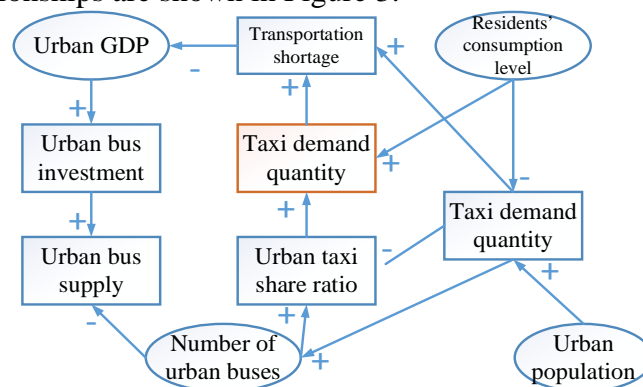 ionships are shown in Figure 3.
Urban GDP
Transportation
shortage
Residents'
consumption
level
-
+
+
+
Urban bus
investment
Taxi demand
quantity
+
+
+
-
Taxi demand
quantity
Urban bus
supply
Urban taxi
share ratio
-
+
-
+
+
Number of
urban buses
Urban
population